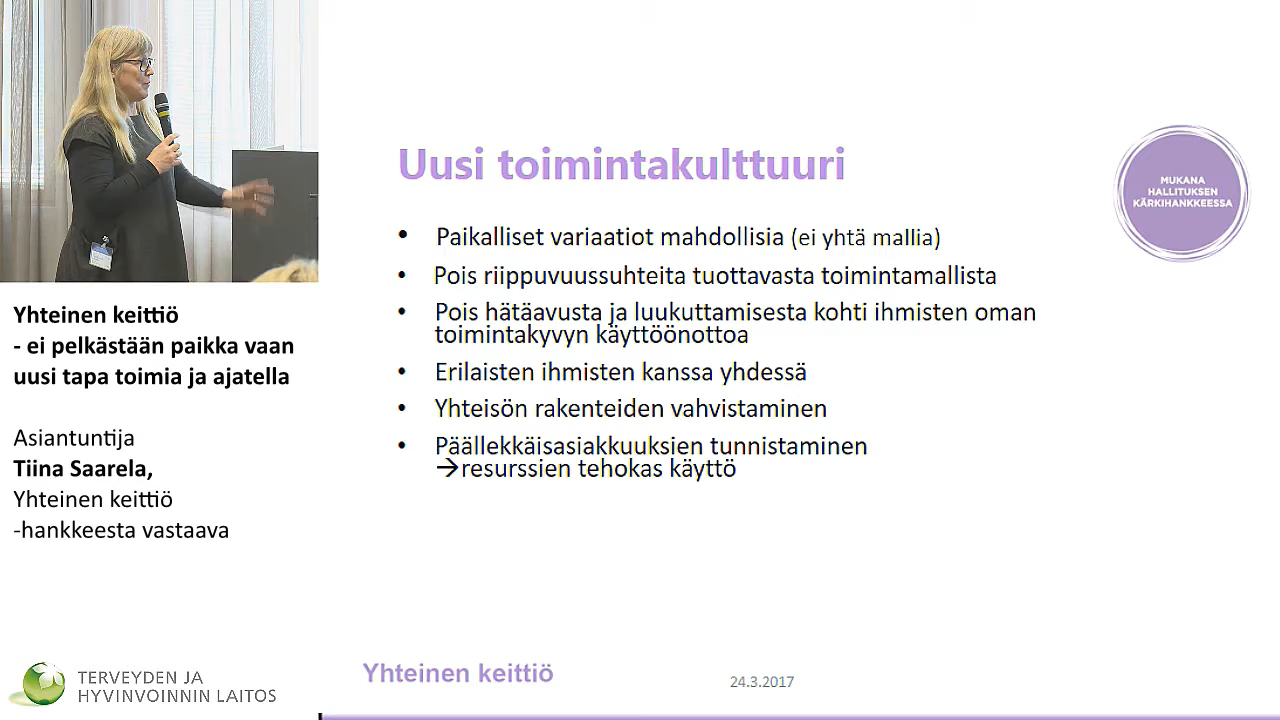 Yhteinen keittiö
- ei pelkästään paikka vaan
uusi tapa toimia ja ajatella
Asiantuntija
Tiina Saarela,
Yhteinen keittiö
-hankkeesta vastaava
TERVEYDEN JA
HYVINVOINNIN LAITOS
Uusi toimintakulttuuri
• Paikalliset variaatiot mahdollisia (ei yhtä mallia)
• Pois riippuvuussuhteita tuottavasta toimintamallista
• Pois hätäavusta ja luukuttamisesta kohti ihmisten oman
toimintakyvyn käyttöönottoa
• Erilaisten ihmisten kanssa yhdessä
• Yhteisön rakenteiden vahvistaminen
• Päällekkäisasiakkuuksien tunnistaminen
→resurssien tehokas käyttö
MUKANA
HALLITUKSEN
KÄRKIHANKKEESSA
Yhteinen keittiö
24.3.2017